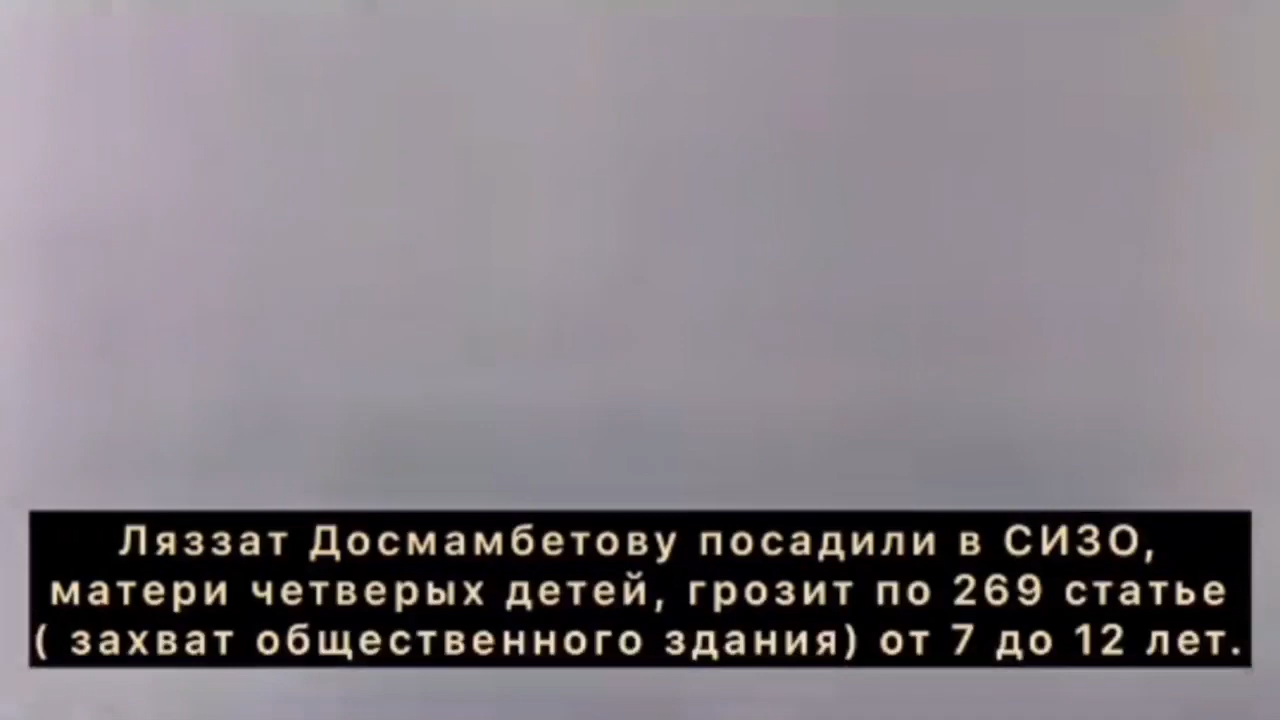 Ляззат Досмамбетову посадили в СИЗО,
матери четверых детей, грозит по 269 статье
( захват общественного здания) от 7 до 12 лет.